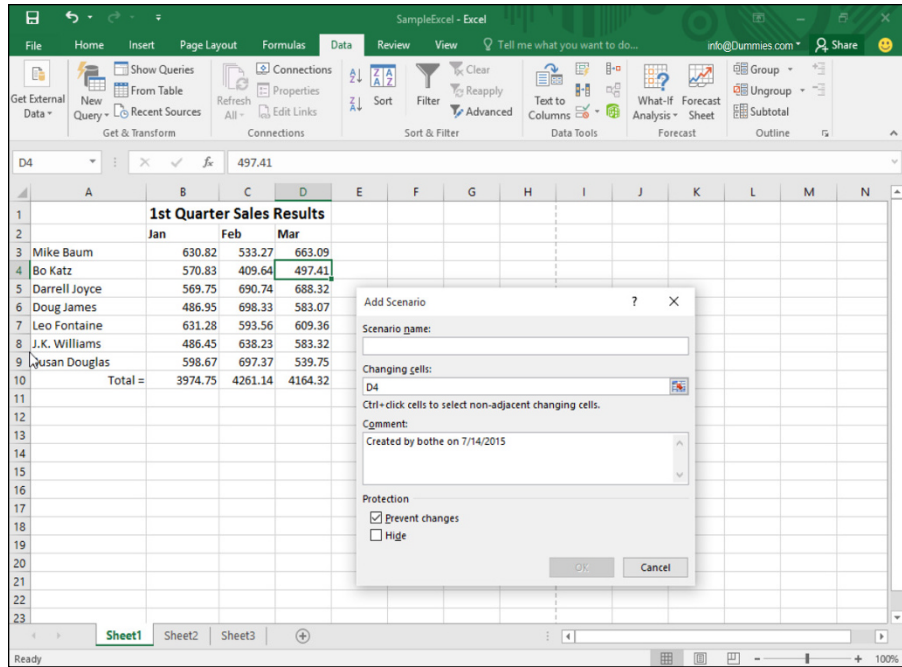 SampleExcel - Excel
File Home Insert Page Layout Formulas Data Review View Tell me what you want to do... info@Dummies.com Share
Get External Data
New Query
Show Queries
From Table
Recent Sources
Get & Transform
Refresh All
Connections
Properties
Edit Links
Connections
Sort
Filter
Clear
Reapply
Advanced
Sort & Filter
Text to Columns
Data Tools
What-If Analysis
Forecast Sheet
Forecast
Group
Ungroup
Subtotal
Outline
D4 fx 497.41
A B C D E F G H I J K L M N
1 1st Quarter Sales Results
2 Jan Feb Mar
3 Mike Baum 630.82 533.27 663.09
4 Bo Katz 570.83 409.64 497.41
5 Darrell Joyce 569.75 690.74 688.32
6 Doug James 486.95 698.33 583.07
7 Leo Fontaine 631.28 593.56 609.36
8 J.K. Williams 486.45 638.23 583.32
9 Susan Douglas 598.67 697.37 539.75
10 Total = 3974.75 4261.14 4164.32
11
12
13
14
15
16
17
18
19
20
21
22
23
Add Scenario ?
Scenario name:
Changing cells:
D4
Ctrl+click cells to select non-adjacent changing cells.
Comment:
Created by bothe on 7/14/2015
Protection
Prevent changes
Hide
OK Cancel
Sheet1 Sheet2 Sheet3
Ready 100%